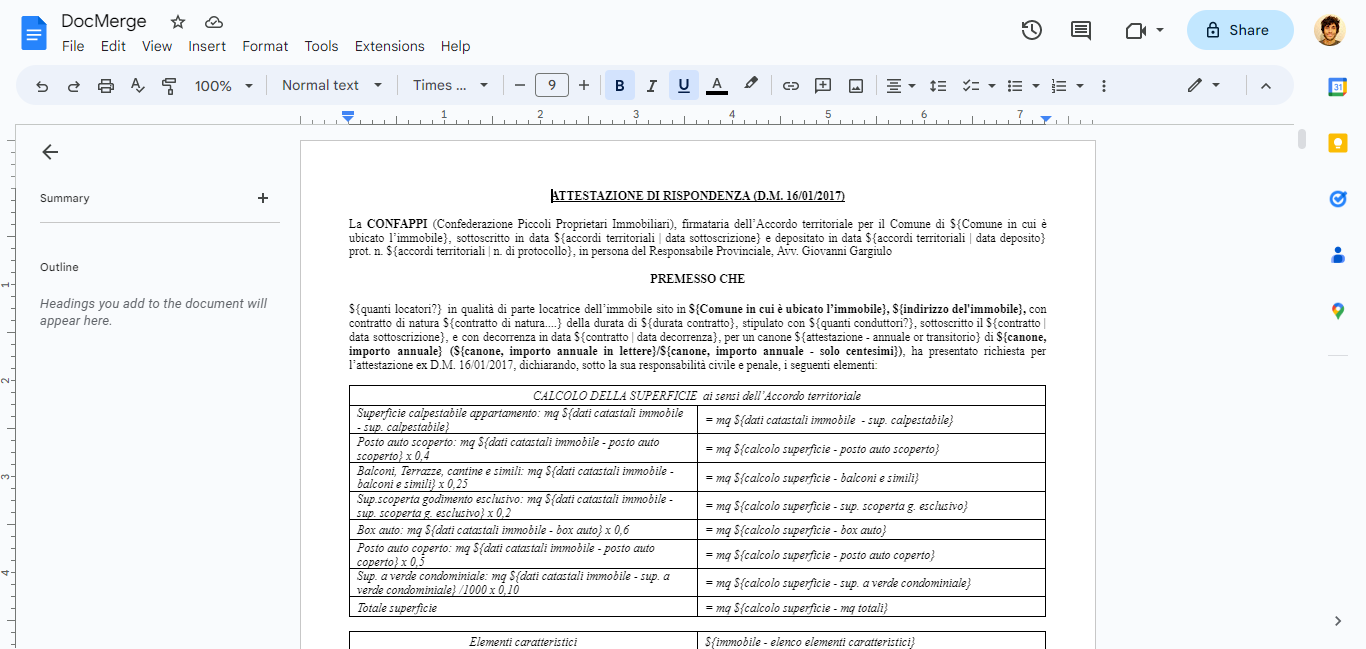 DocMerge
File Edit View Insert Format Tools Extensions Help
Share
100% Normal text Times ... 9 B I U A
31
1 2 3 4 5 6 7
Summary
Outline
Headings you add to the document will
appear here.
1
2
3
4
ATTESTAZIONE DI RISPONDENZA (D.M. 16/01/2017)
La CONFAPPI (Confederazione Piccoli Proprietari Immobiliari), firmataria dell'Accordo territoriale per il Comune di ${Comune in cui è
ubicato l'immobile}, sottoscritto in data ${accordi territoriali | data sottoscrizione} e depositato in data ${accordi territoriali | data deposito}
prot. n. ${accordi territoriali | n. di protocollo}, in persona del Responsabile Provinciale, Avv. Giovanni Gargiulo
PREMESSO CHE
${quanti locatori?} in qualità di parte locatrice dell'immobile sito in ${Comune in cui è ubicato l'immobile}, ${indirizzo del'immobile}, con
contratto di natura ${contratto di natura....} della durata di ${durata contratto}, stipulato con ${quanti conduttori?}, sottoscritto il ${contratto |
data sottoscrizione}, e con decorrenza in data ${contratto | data decorrenza}, per un canone ${attestazione - annuale or transitorio} di ${canone,
importo annuale} (${canone, importo annuale in lettere}/${canone, importo annuale - solo centesimi}), ha presentato richiesta per
l'attestazione ex D.M. 16/01/2017, dichiarando, sotto la sua responsabilità civile e penale, i seguenti elementi:
CALCOLO DELLA SUPERFICIE ai sensi dell'Accordo territoriale
Superficie calpestabile appartamento: mq ${dati catastali immobile
- sup. calpestabile}
= mq ${dati catastali immobile - sup. calpestabile}
Posto auto scoperto: mq ${dati catastali immobile - posto auto
scoperto} x 0,4
= mq ${calcolo superficie - posto auto scoperto}
Balconi, Terrazze, cantine e simili: mq ${dati catastali immobile -
balconi e simili} x 0,25
= mq ${calcolo superficie - balconi e simili}
Sup.scoperta godimento esclusivo: mq ${dati catastali immobile -
sup. scoperta g. esclusivo} x 0,2
= mq ${calcolo superficie - sup. scoperta g. esclusivo}
Box auto: mq ${dati catastali immobile - box auto} x 0,6
= mq ${calcolo superficie - box auto}
Posto auto coperto: mq ${dati catastali immobile - posto auto
coperto} x 0,5
= mq ${calcolo superficie - posto auto coperto}
Sup. a verde condominiale: mq ${dati catastali immobile - sup. a
verde condominiale} /1000 x 0,10
= mq ${calcolo superficie - sup. a verde condominiale}
Totale superficie
= mq ${calcolo superficie - mq totali}
Elementi caratteristici
${immobile - elenco elementi caratteristici}